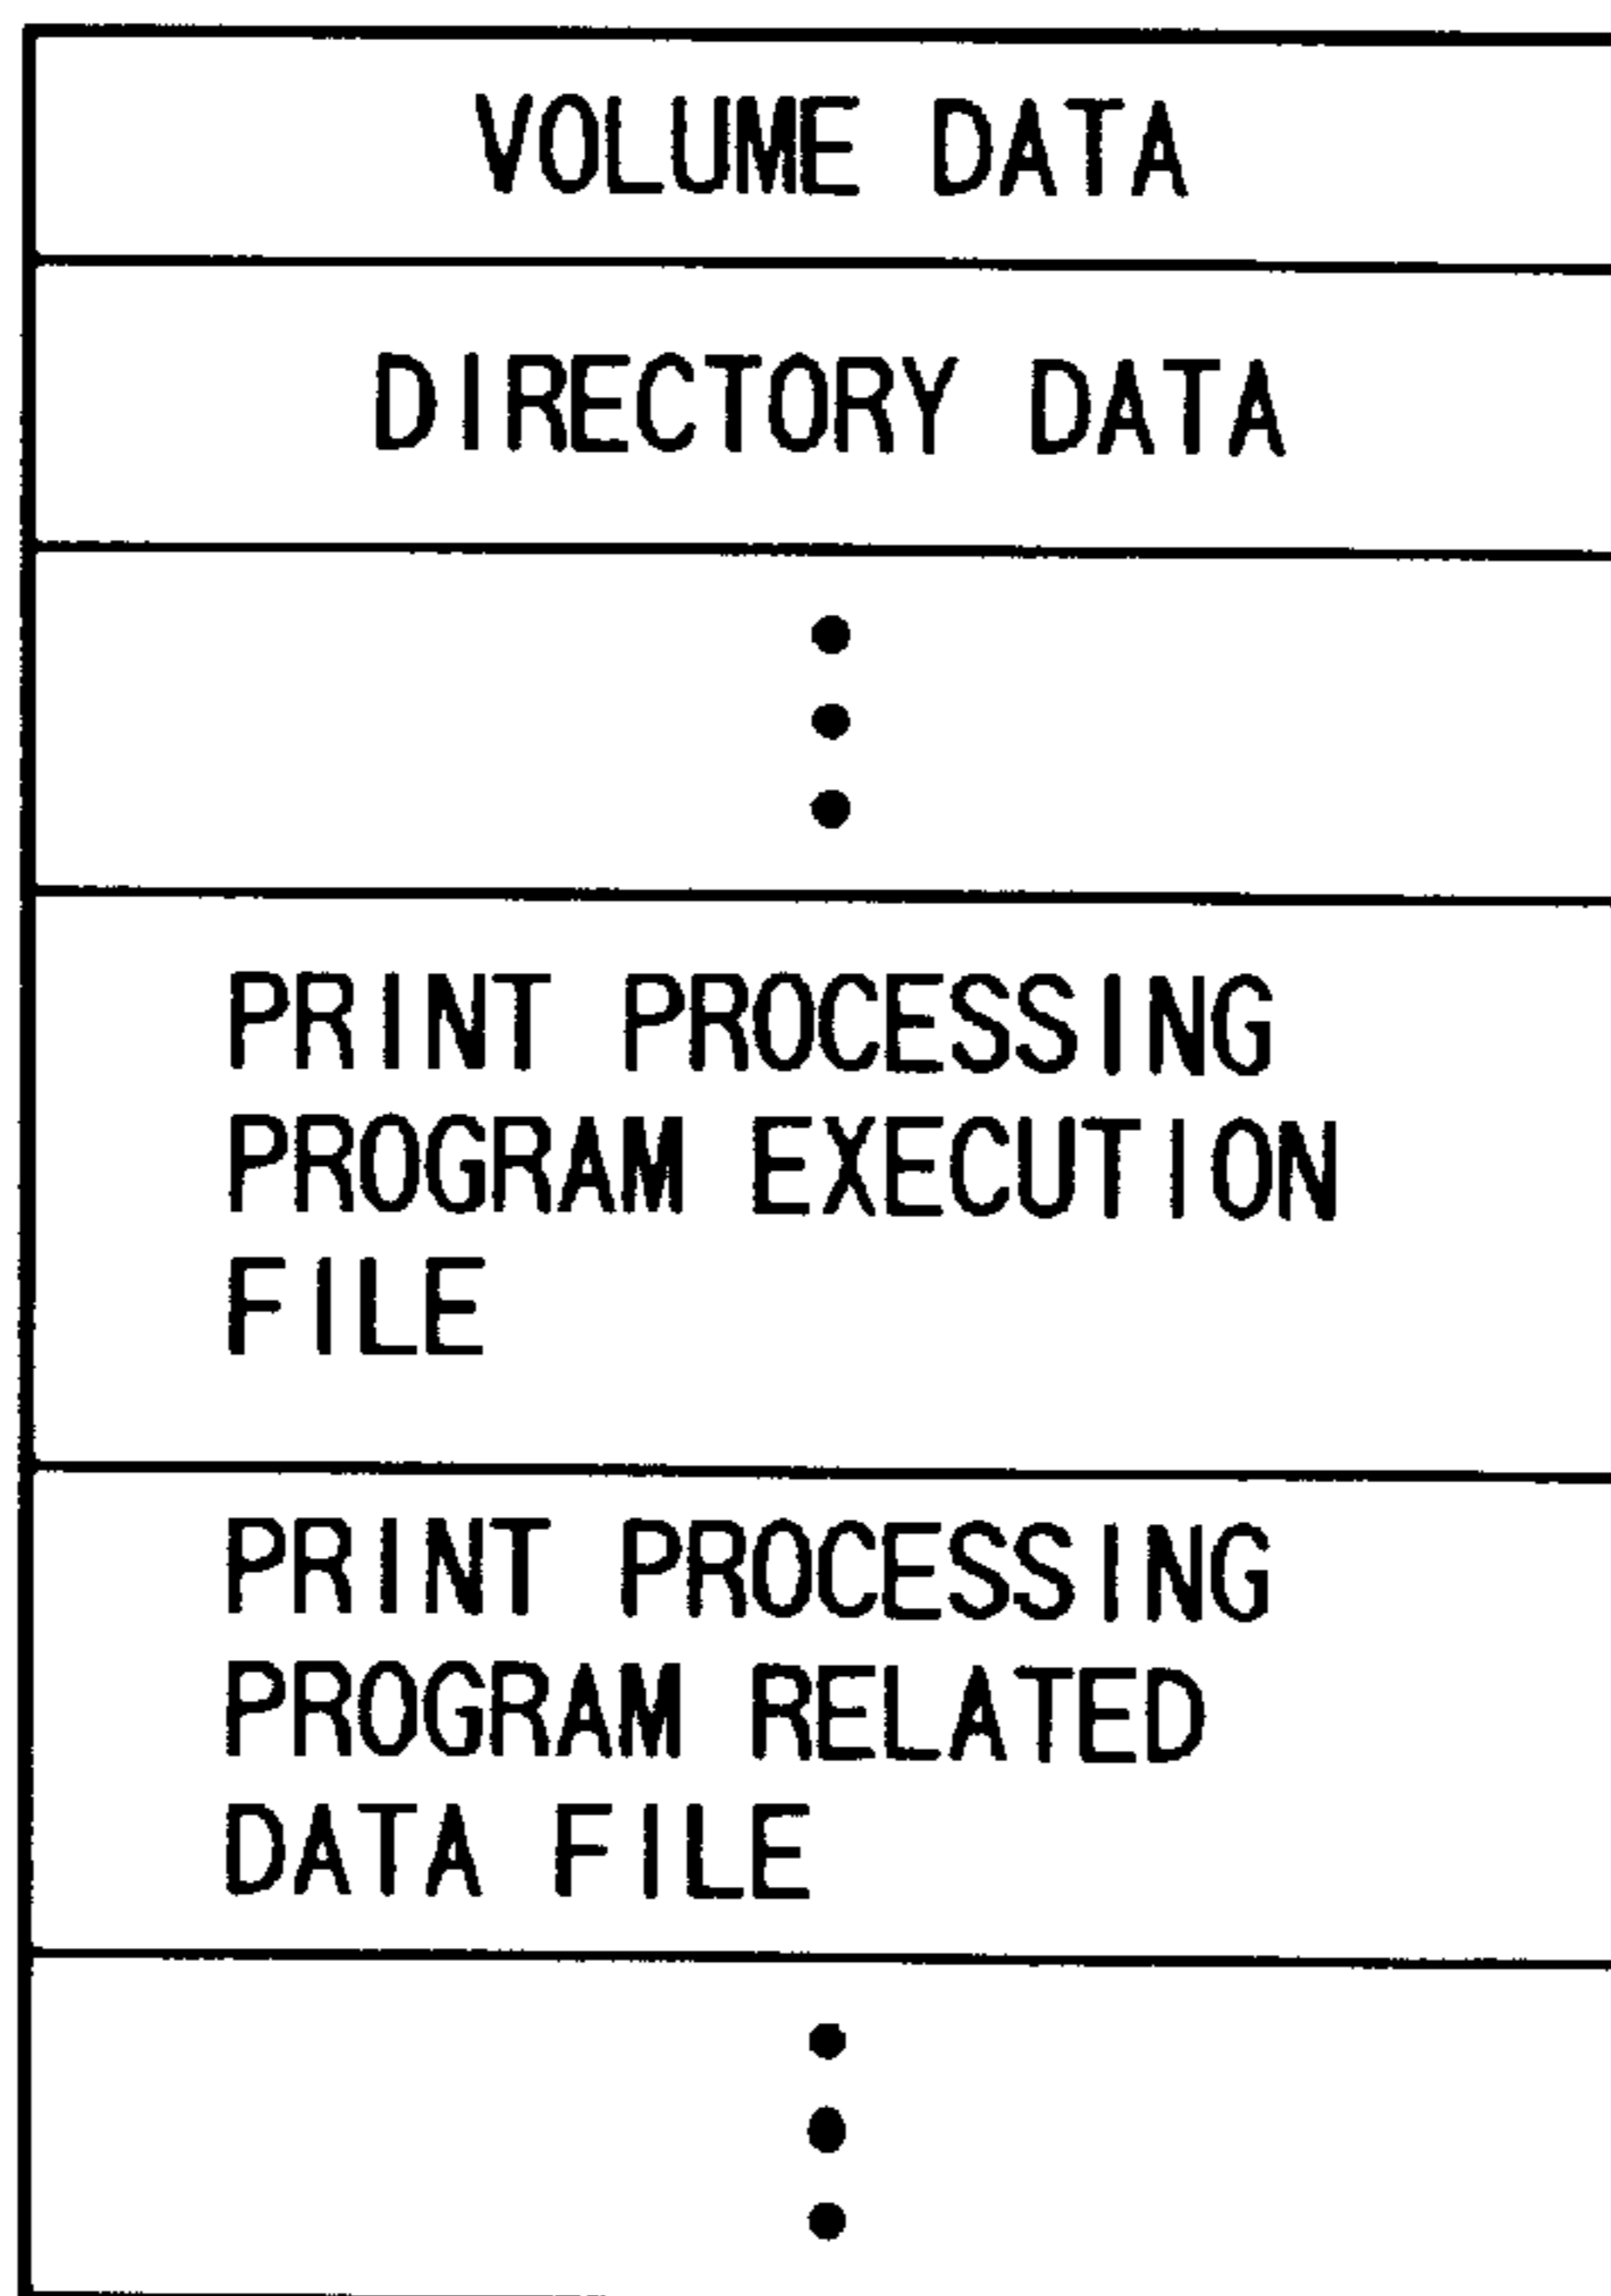 VOLUME DATA
DIRECTORY DATA
PRINT PROCESSING
PROGRAM EXECUTION
FILE
PRINT PROCESSING
PROGRAM RELATED
DATA FILE